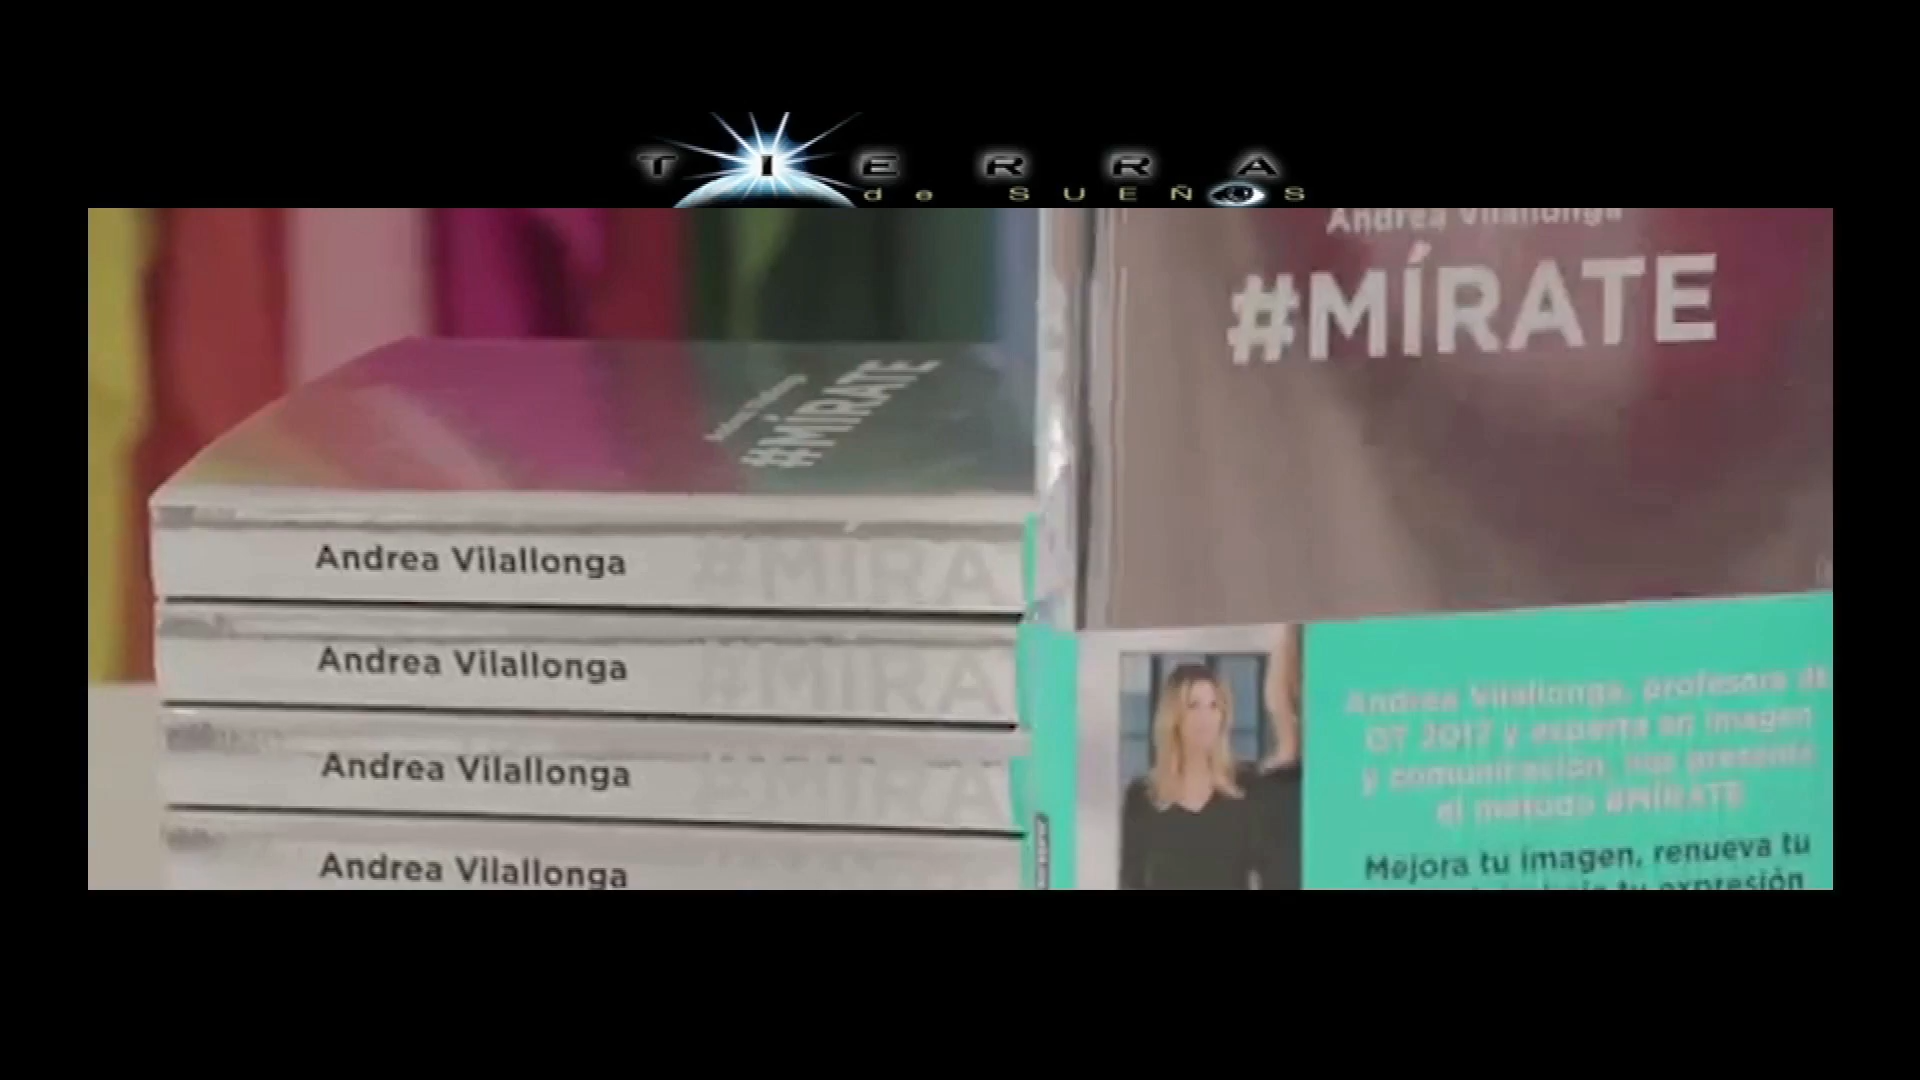 TIERRA
de SUEÑOS
Andrea Vilallonga
#MÍRATE
#MÍRATE
Andrea Vilallonga #MÍRA
Andrea Vilallonga #MÍRA
Andrea Vilallonga #MÍRA
Andrea Vilallonga
Andrea Vilallonga, profesora de
OT 2017 y experta en imagen
y comunicación, nos presenta
el método #MÍRATE
Mejora tu imagen, renueva tu
tu expresión